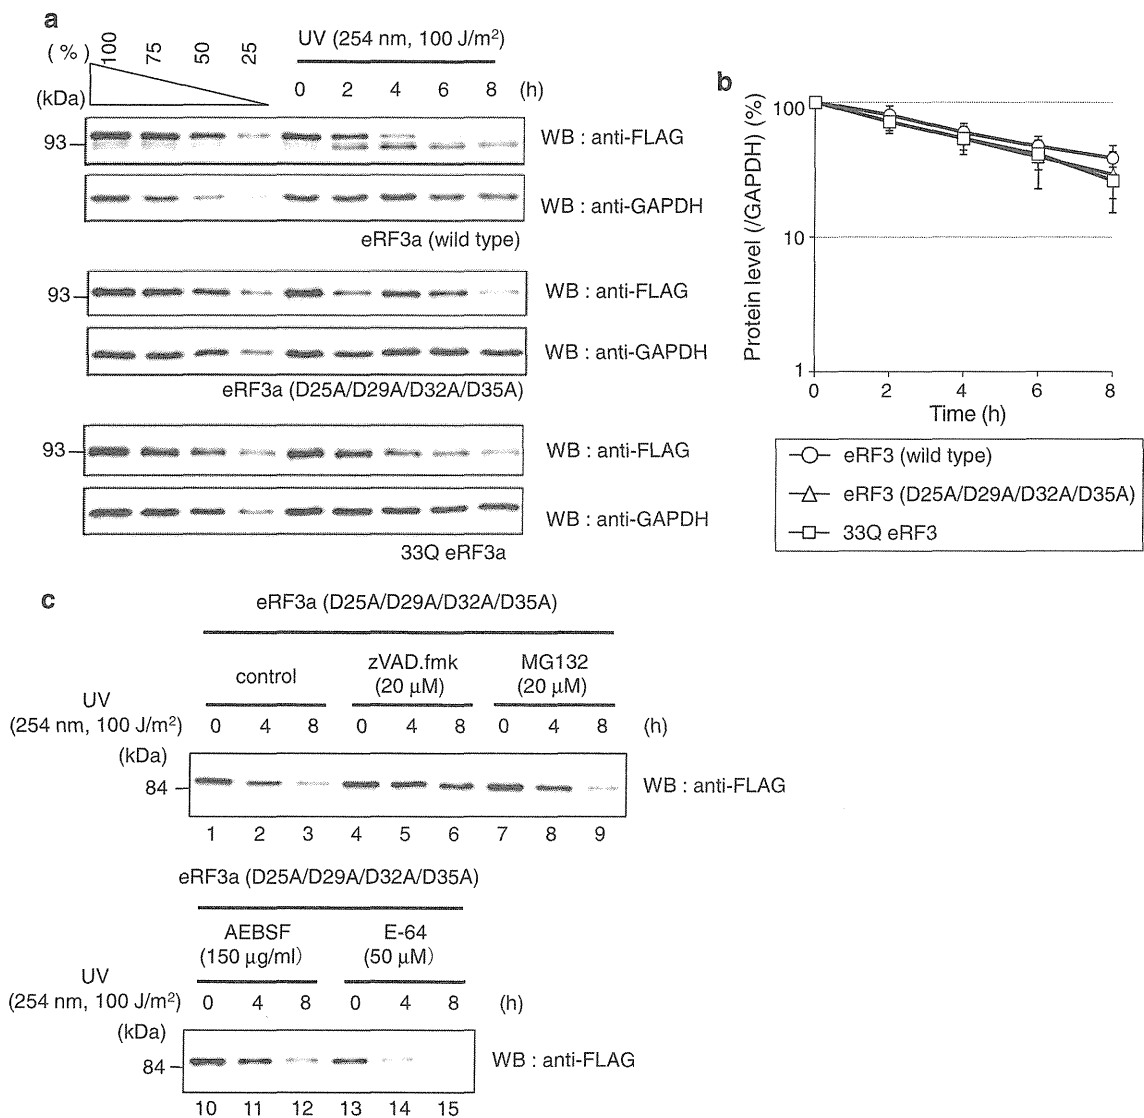 a
(%) 100 75 50 25
UV (254 nm, 100 J/m²)
0 2 4 6 8 (h)
(kDa)
93 WB : anti-FLAG
WB : anti-GAPDH
eRF3a (wild type)
93 WB : anti-FLAG
WB : anti-GAPDH
eRF3a (D25A/D29A/D32A/D35A)
93 WB : anti-FLAG
WB : anti-GAPDH
33Q eRF3a
b
Protein level (/GAPDH) (%)
100
10
1
0 2 4 6 8
Time (h)
eRF3 (wild type)
eRF3 (D25A/D29A/D32A/D35A)
33Q eRF3
c
eRF3a (D25A/D29A/D32A/D35A)
control zVAD.fmk (20 μM) MG132 (20 μM)
UV
(254 nm, 100 J/m²) 0 4 8 0 4 8 0 4 8 (h)
(kDa)
84 WB : anti-FLAG
1 2 3 4 5 6 7 8 9
eRF3a (D25A/D29A/D32A/D35A)
AEBSF (150 μg/ml) E-64 (50 μM)
UV
(254 nm, 100 J/m²) 0 4 8 0 4 8 (h)
(kDa)
84 WB : anti-FLAG
10 11 12 13 14 15